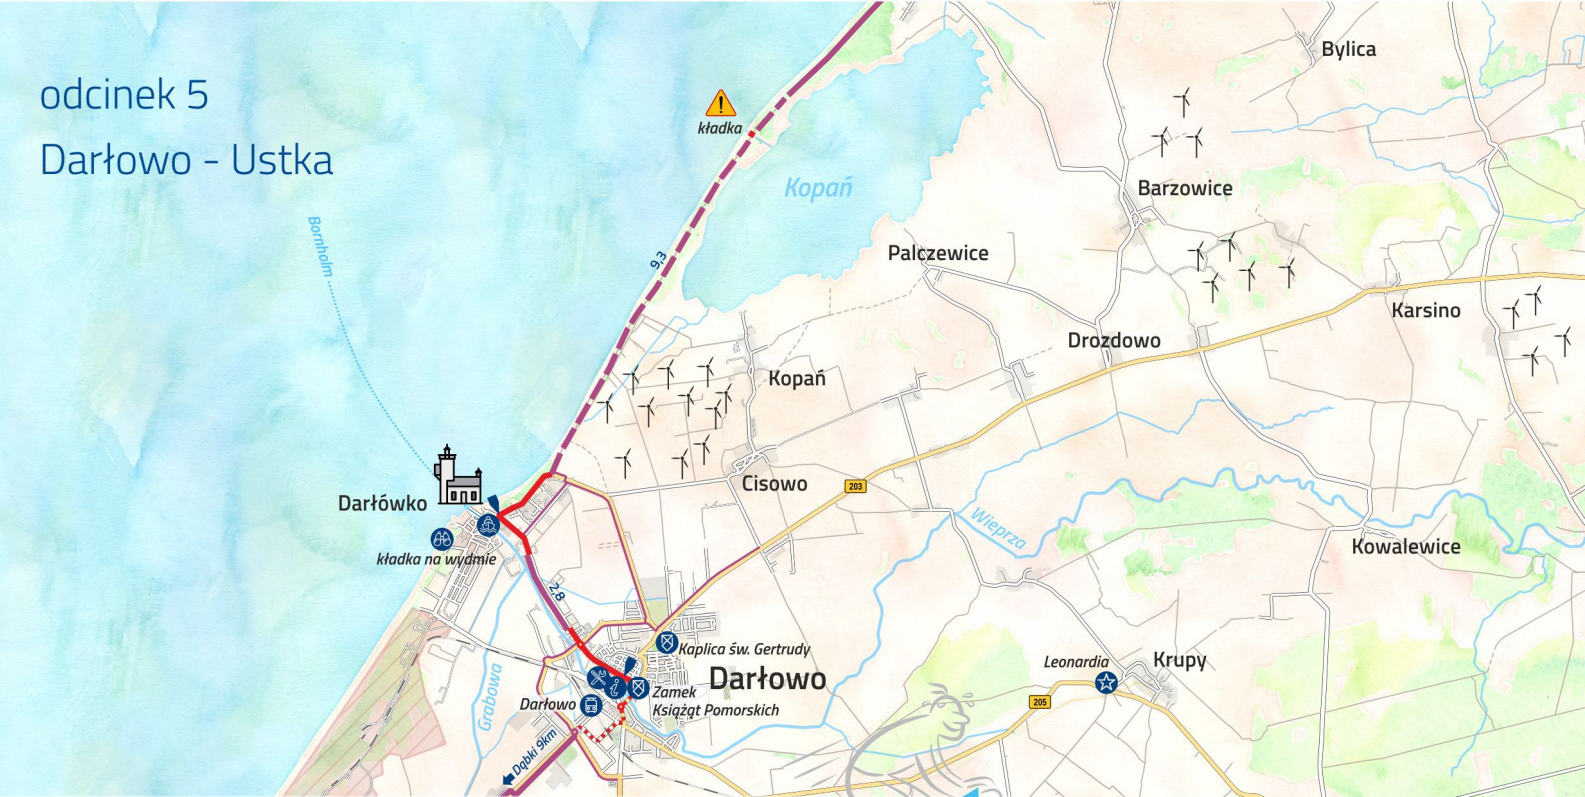 odcinek 5
Darłowo - Ustka
Bylica
kładka
Kopań
Barzowice
Bornholm
Palczewice
9,3
Karsino
Drozdowo
Kopań
Cisowo
203
Darłówko
Wieprza
kładka na wydmie
Kowalewice
2,8
Kaplica św. Gertrudy
Leonardia
Krupy
Darłowo
Grabowa
Zamek
Książąt Pomorskich
Darłowo
205
Dąbki 9km